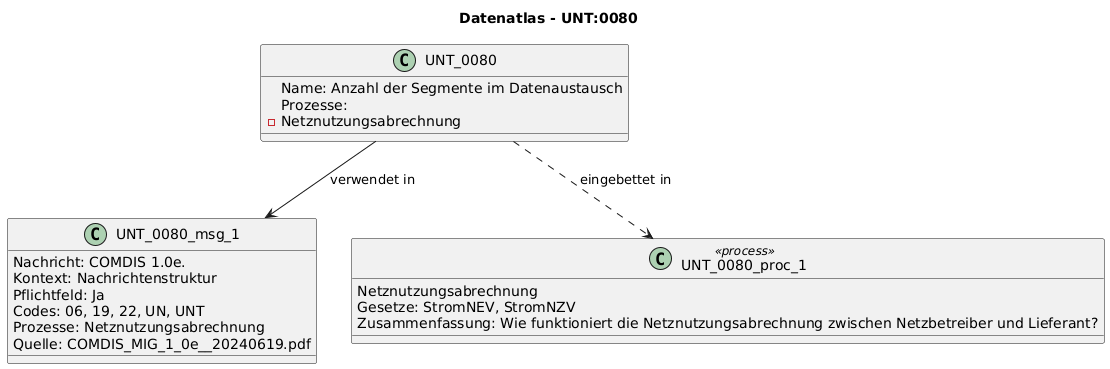 Datenatlas - UNT:0080
C UNT_0080
Name: Anzahl der Segmente im Datenaustausch
Prozesse:
Netznutzungsabrechnung
verwendet in
eingebettet in
C UNT_0080_msg_1
Nachricht: COMDIS 1.0e.
Kontext: Nachrichtenstruktur
Pflichtfeld: Ja
Codes: 06, 19, 22, UN, UNT
Prozesse: Netznutzungsabrechnung
Quelle: COMDIS_MIG_1_0e__20240619.pdf
«process»
C UNT_0080_proc_1
Netznutzungsabrechnung
Gesetze: StromNEV, StromNZV
Zusammenfassung: Wie funktioniert die Netznutzungsabrechnung zwischen Netzbetreiber und Lieferant?